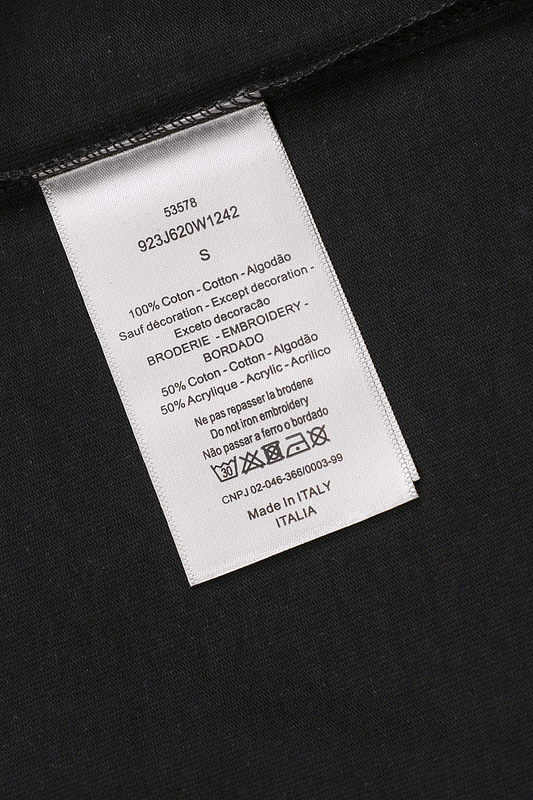 53578
923J620W1242
S
100% Coton - Cotton - Algodão
Sauf décoration - Except decoration -
Exceto decoracão
BRODERIE - EMBROIDERY -
BORDADO
50% Coton - Cotton - Algodão
50% Acrylique - Acrylic - Acrilico
Ne pas repasser la broderie
Do not iron embroidery
Não passar a ferro o bordado
30
CNPJ 02-046-366/0003-99
Made In ITALY
ITALIA